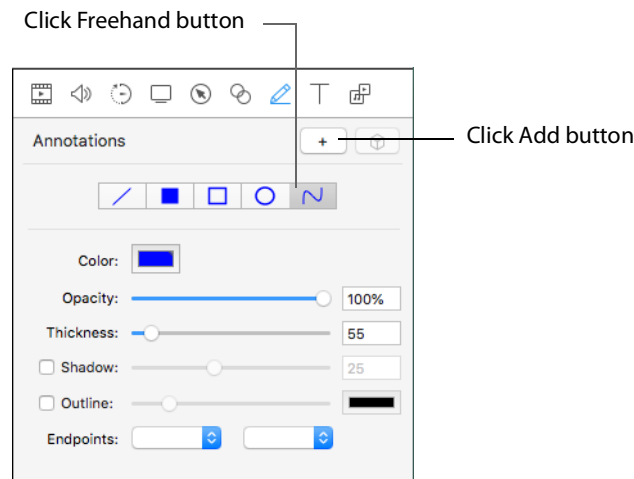 Click Freehand button
Annotations
+
Click Add button
Color:
Opacity: 100%
Thickness: 55
Shadow: 25
Outline:
Endpoints: